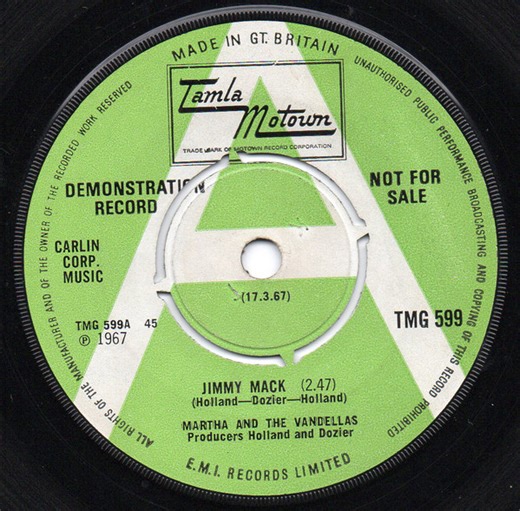 MADE IN GT. BRITAIN
UNAUTHORISED PUBLIC PERFORMANCE BROADCASTING AND COPYING OF THIS RECORD PROHIBITED
ALL RIGHTS OF THE MANUFACTURER AND OF THE OWNER OF THE RECORDED WORK RESERVED
Tamla
Motown
TRADE MARK OF MOTOWN RECORD CORPORATION
DEMONSTRATION
RECORD
NOT FOR
SALE
CARLIN
CORP.
MUSIC
(17.3.67)
TMG 599A 45
℗ 1967
TMG 599
JIMMY MACK (2.47)
(Holland—Dozier—Holland)
MARTHA AND THE VANDELLAS
Producers Holland and Dozier
E.M.I. RECORDS LIMITED